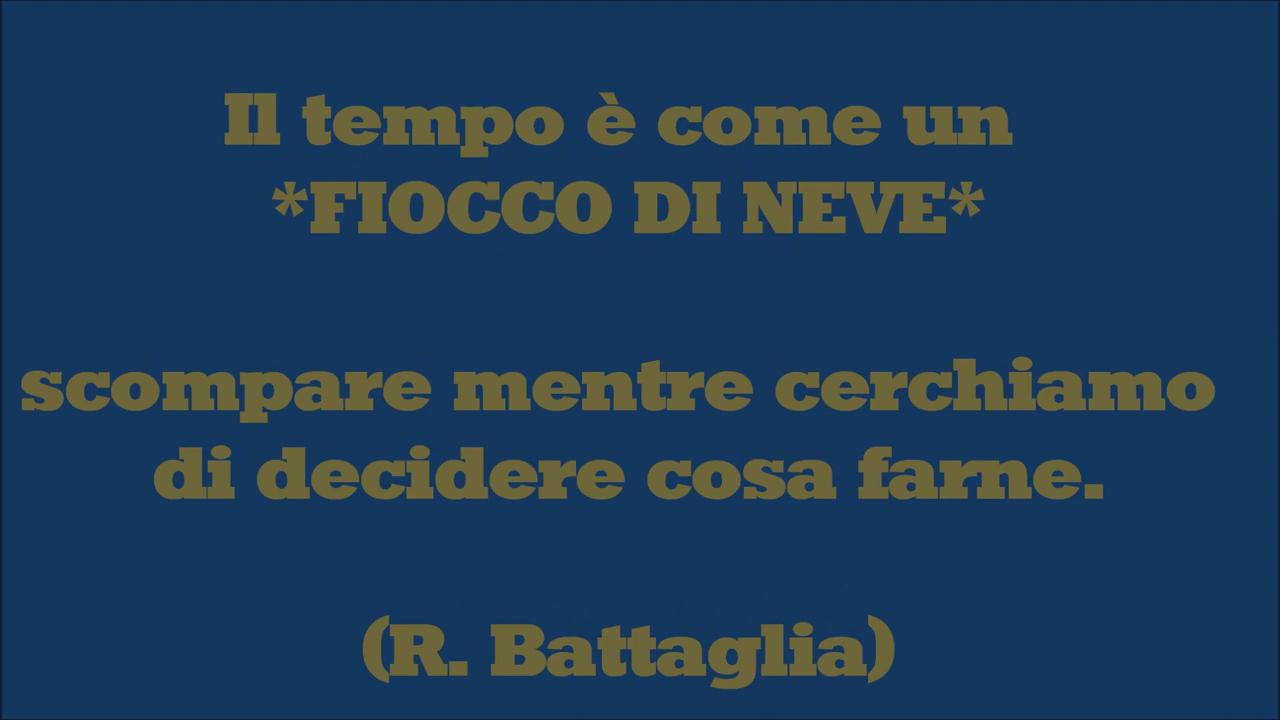 Il tempo è come un
*FIOCCO DI NEVE*
scompare mentre cerchiamo
di decidere cosa farne.
(R. Battaglia)